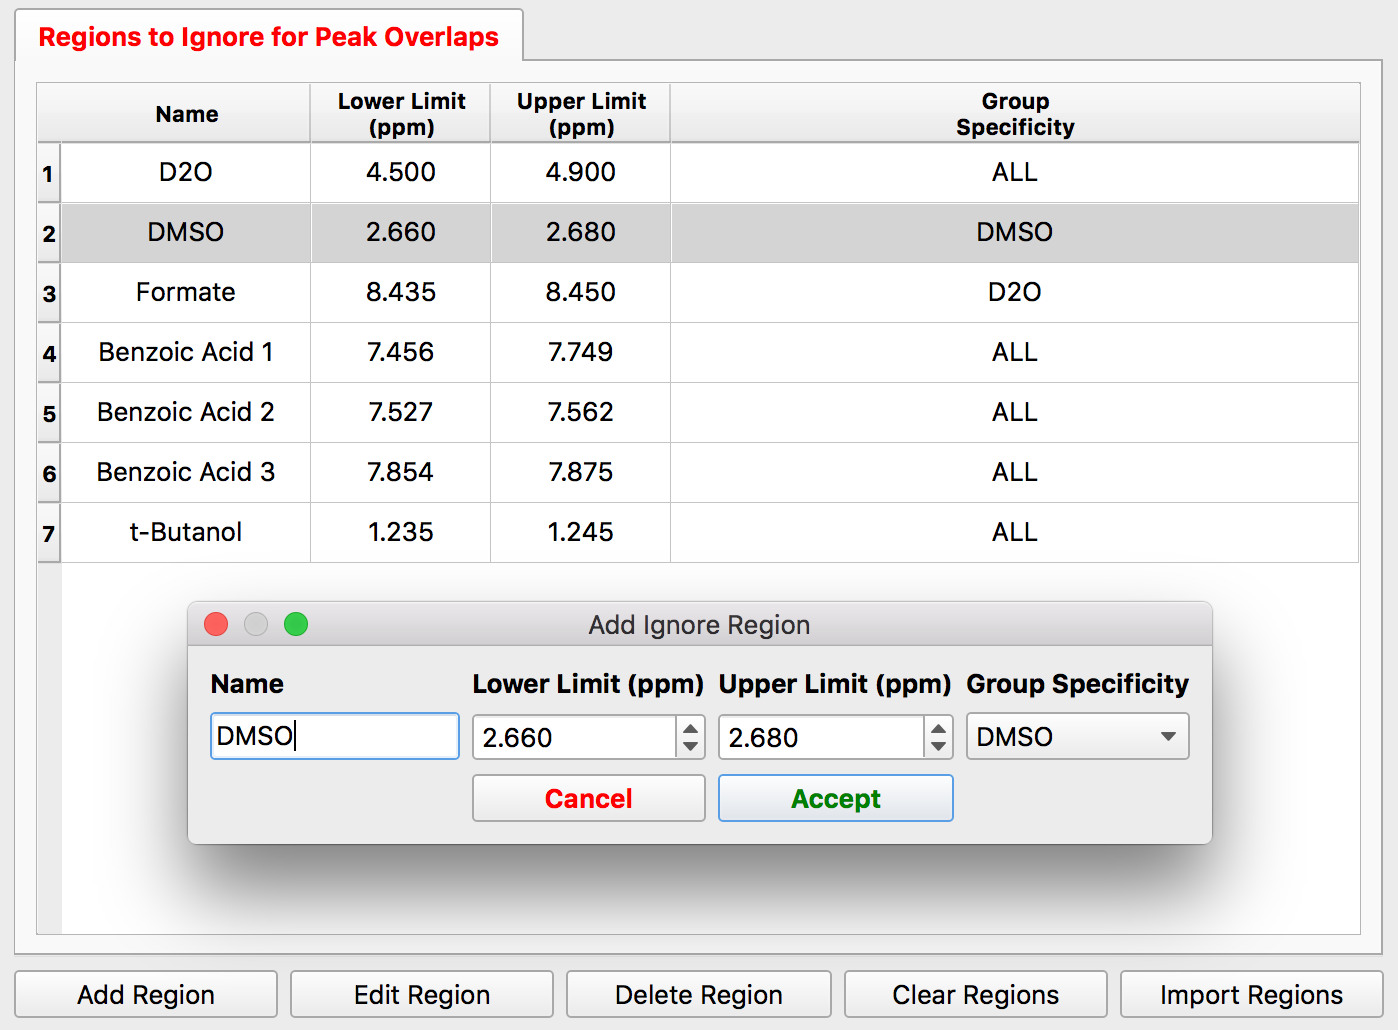 Regions to Ignore for Peak Overlaps
Name Lower Limit (ppm) Upper Limit (ppm) Group Specificity
1 D2O 4.500 4.900 ALL
2 DMSO 2.660 2.680 DMSO
3 Formate 8.435 8.450 D2O
4 Benzoic Acid 1 7.456 7.749 ALL
5 Benzoic Acid 2 7.527 7.562 ALL
6 Benzoic Acid 3 7.854 7.875 ALL
7 t-Butanol 1.235 1.245 ALL
Add Ignore Region
Name Lower Limit (ppm) Upper Limit (ppm) Group Specificity
DMSO 2.660 2.680 DMSO
Cancel Accept
Add Region Edit Region Delete Region Clear Regions Import Regions